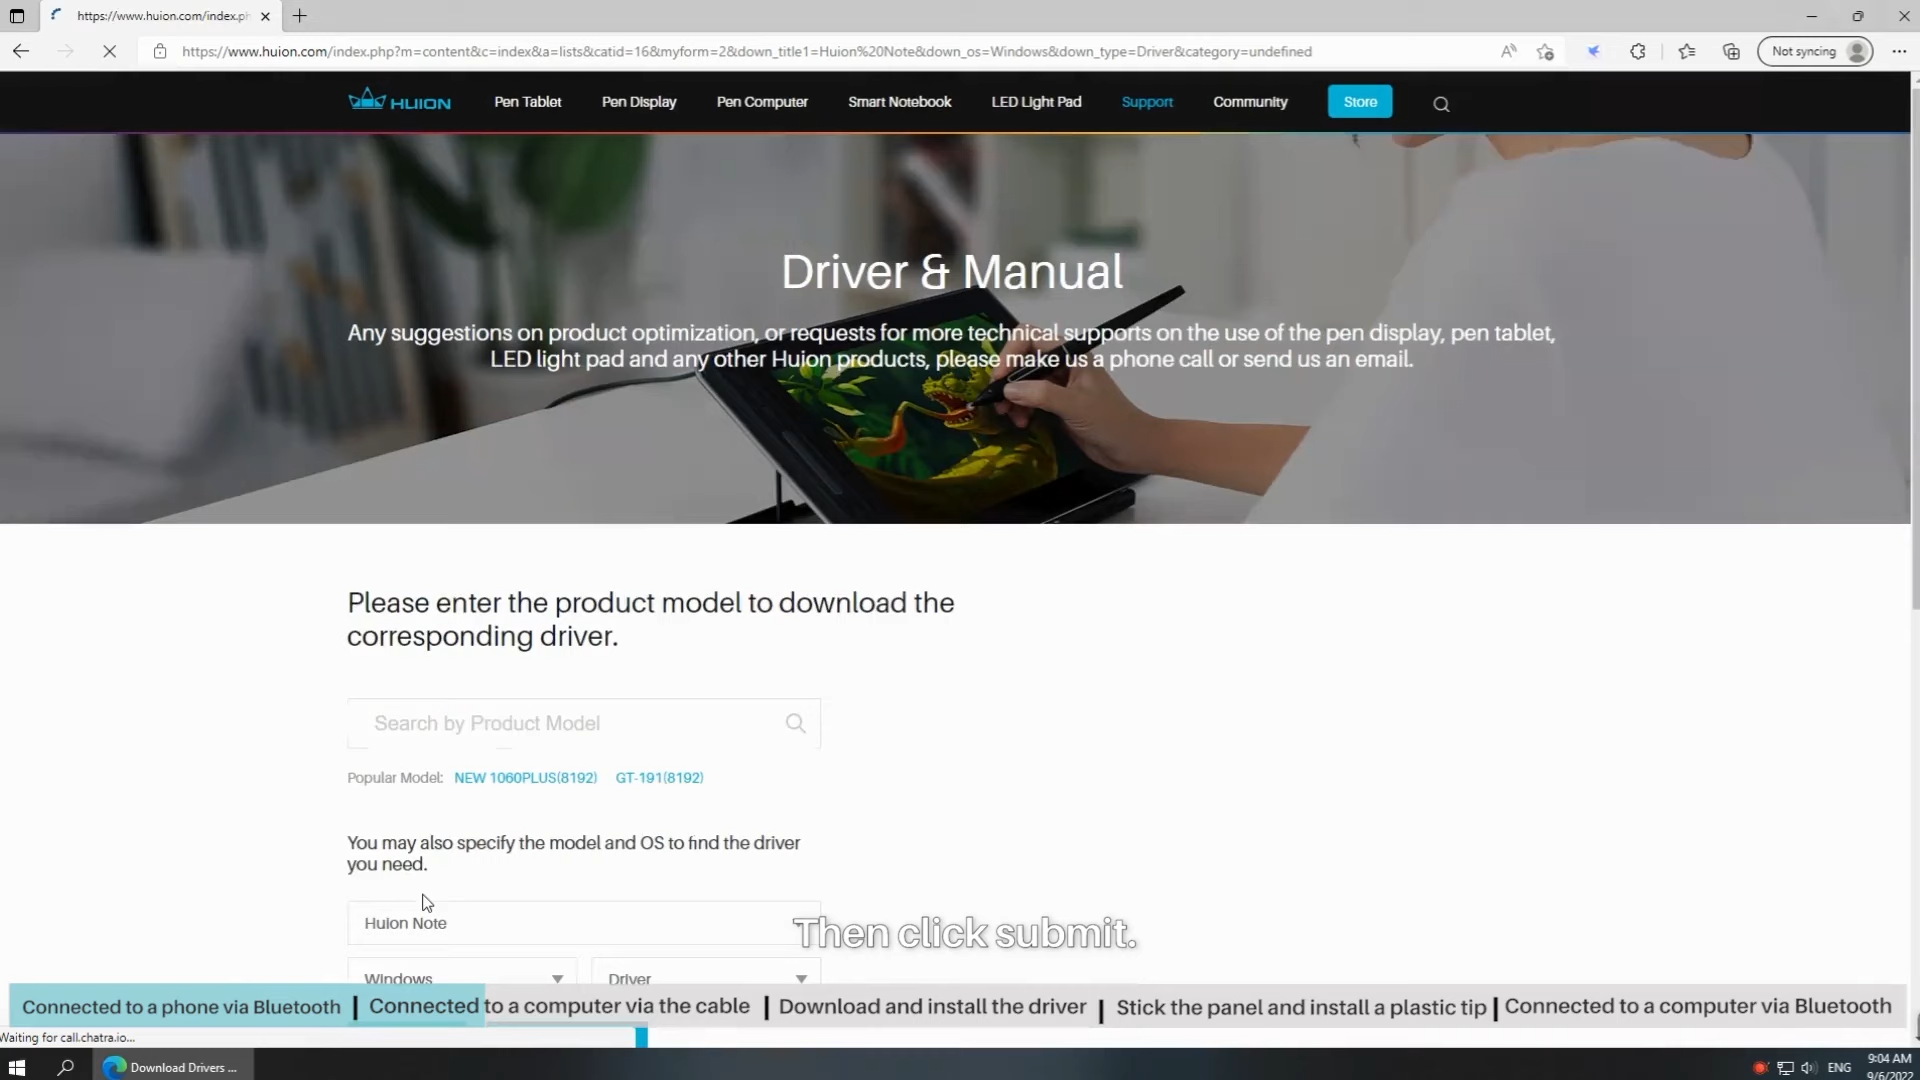 https://www.huion.com/index.ph
https://www.huion.com/index.php?m=content&c=index&a=lists&catid=16&myform=2&down_title1=Huion%20Note&down_os=Windows&down_type=Driver&category=undefined
Not syncing
HUION
Pen Tablet
Pen Display
Pen Computer
Smart Notebook
LED Light Pad
Support
Community
Store
Driver & Manual
Any suggestions on product optimization, or requests for more technical supports on the use of the pen display, pen tablet,
LED light pad and any other Huion products, please make us a phone call or send us an email.
Please enter the product model to download the
corresponding driver.
Search by Product Model
Popular Model: NEW 1060PLUS(8192) GT-191(8192)
You may also specify the model and OS to find the driver
you need.
Huion Note
Then click submit.
Windows
Driver
Connected to a phone via Bluetooth | Connected to a computer via the cable | Download and install the driver | Stick the panel and install a plastic tip | Connected to a computer via Bluetooth
Waiting for call.chatra.io...
Download Drivers ...
ENG
9:04 AM
9/6/2022